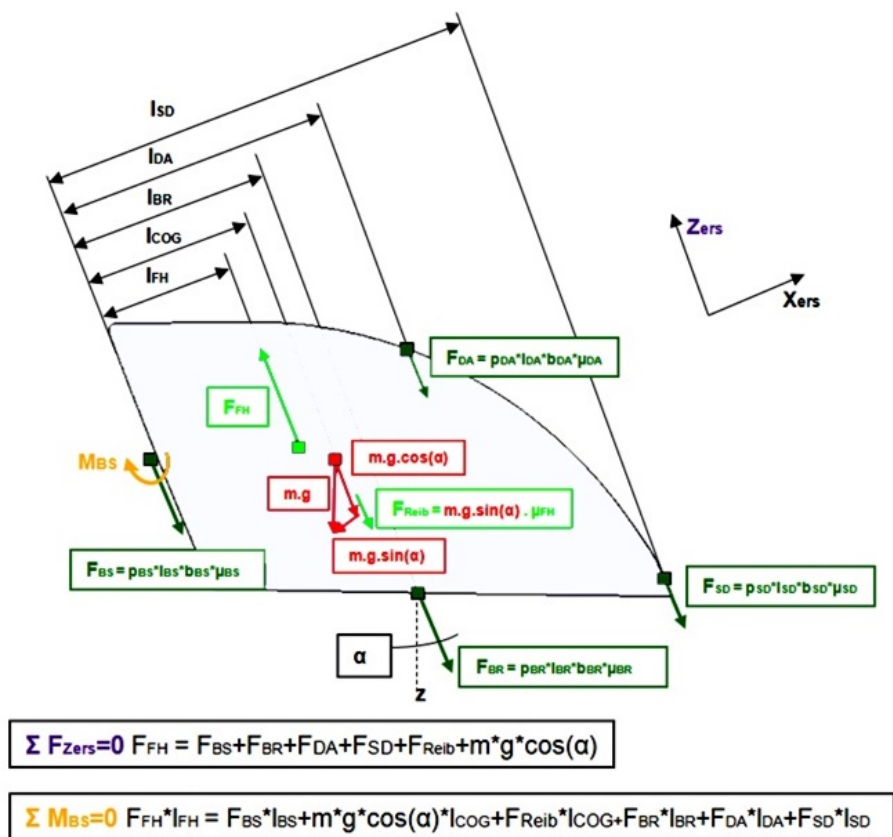 lSD
lDA
lBR
lCOG
lFH
Zers
Xers
FDA = pDA*lDA*bDA*μDA
FFH
MBS
m.g.cos(α)
m.g
FReib = m.g.sin(α) . μFH
m.g.sin(α)
FBS = pBS*lBS*bBS*μBS
FSD = pSD*lSD*bSD*μSD
α
FBR = pBR*lBR*bBR*μBR
z
Σ FZers=0 FFH = FBS+FBR+FDA+FSD+FReib+m*g*cos(α)
Σ MBS=0 FFH*lFH = FBS*lBS+m*g*cos(α)*lCOG+FReib*lCOG+FBR*lBR+FDA*lDA+FSD*lSD